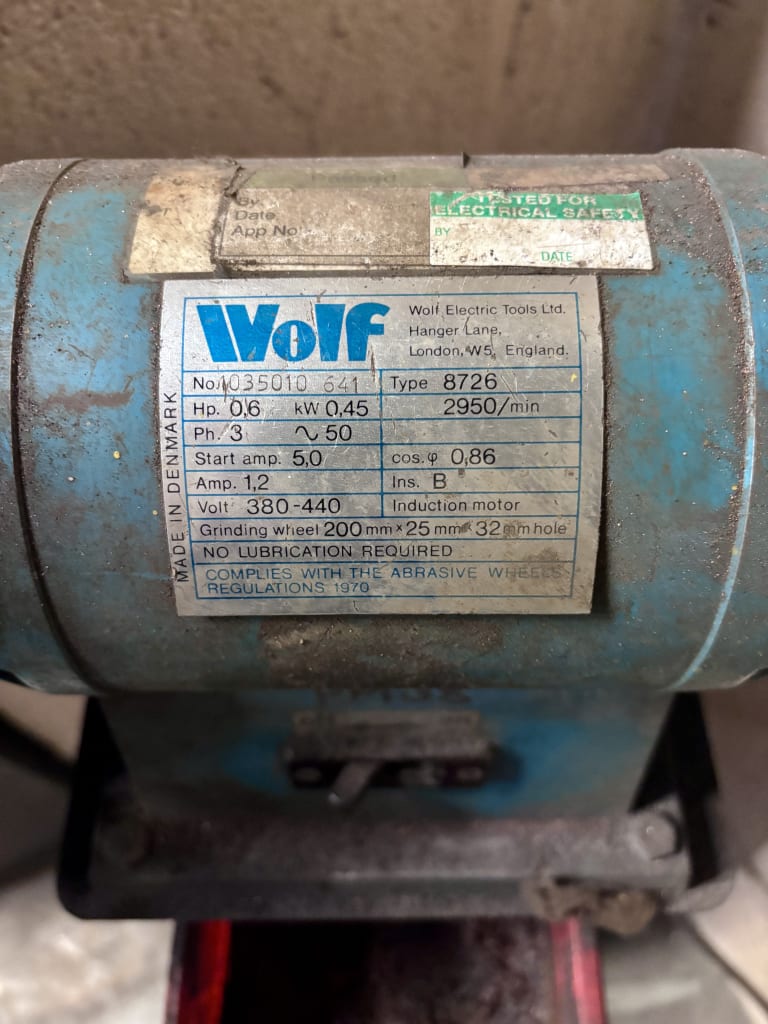 By
Date
App No
TESTED FOR
ELECTRICAL SAFETY
BY
DATE
Wolf
Wolf Electric Tools Ltd.
Hanger Lane,
London, W5, England.
MADE IN DENMARK
No. 1035010 641 Type 8726
Hp. 0,6 kW 0,45 2950/min
Ph. 3 ∿ 50
Start amp. 5,0 cos.φ 0,86
Amp. 1,2 Ins. B
Volt 380-440 Induction motor
Grinding wheel 200 mm x 25 mm x 32 mm hole
NO LUBRICATION REQUIRED
COMPLIES WITH THE ABRASIVE WHEELS
REGULATIONS 1970